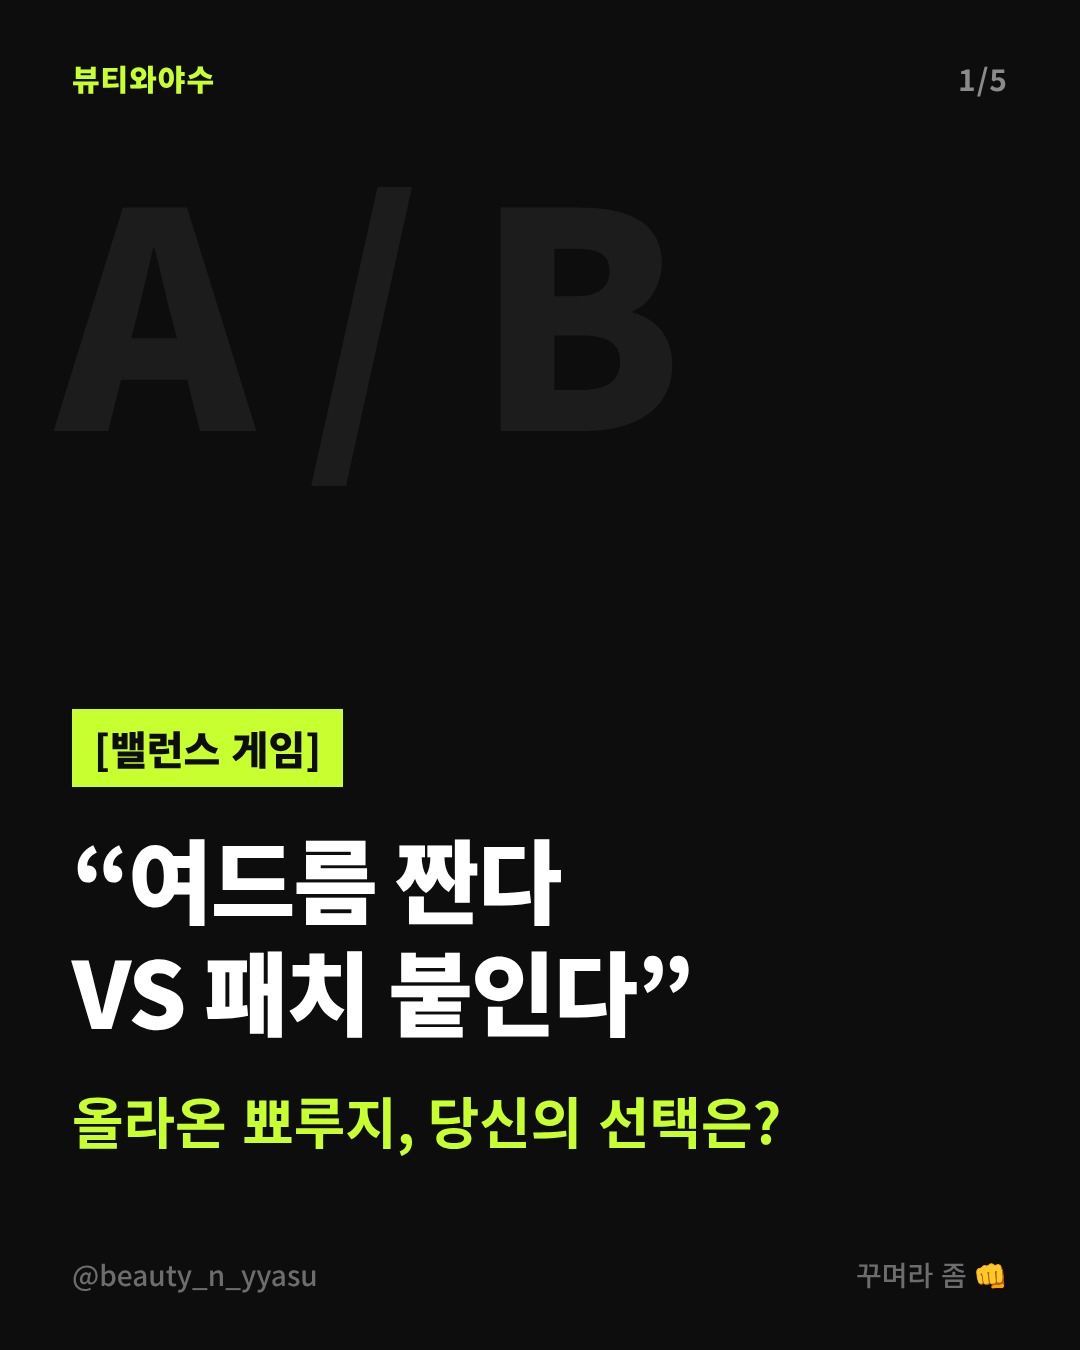 뷰티와야수
1/5
A / B
[밸런스 게임]
“여드름 짠다
VS 패치 붙인다”
올라온 뾰루지, 당신의 선택은?
@beauty_n_yyasu
꾸며라 좀 👊